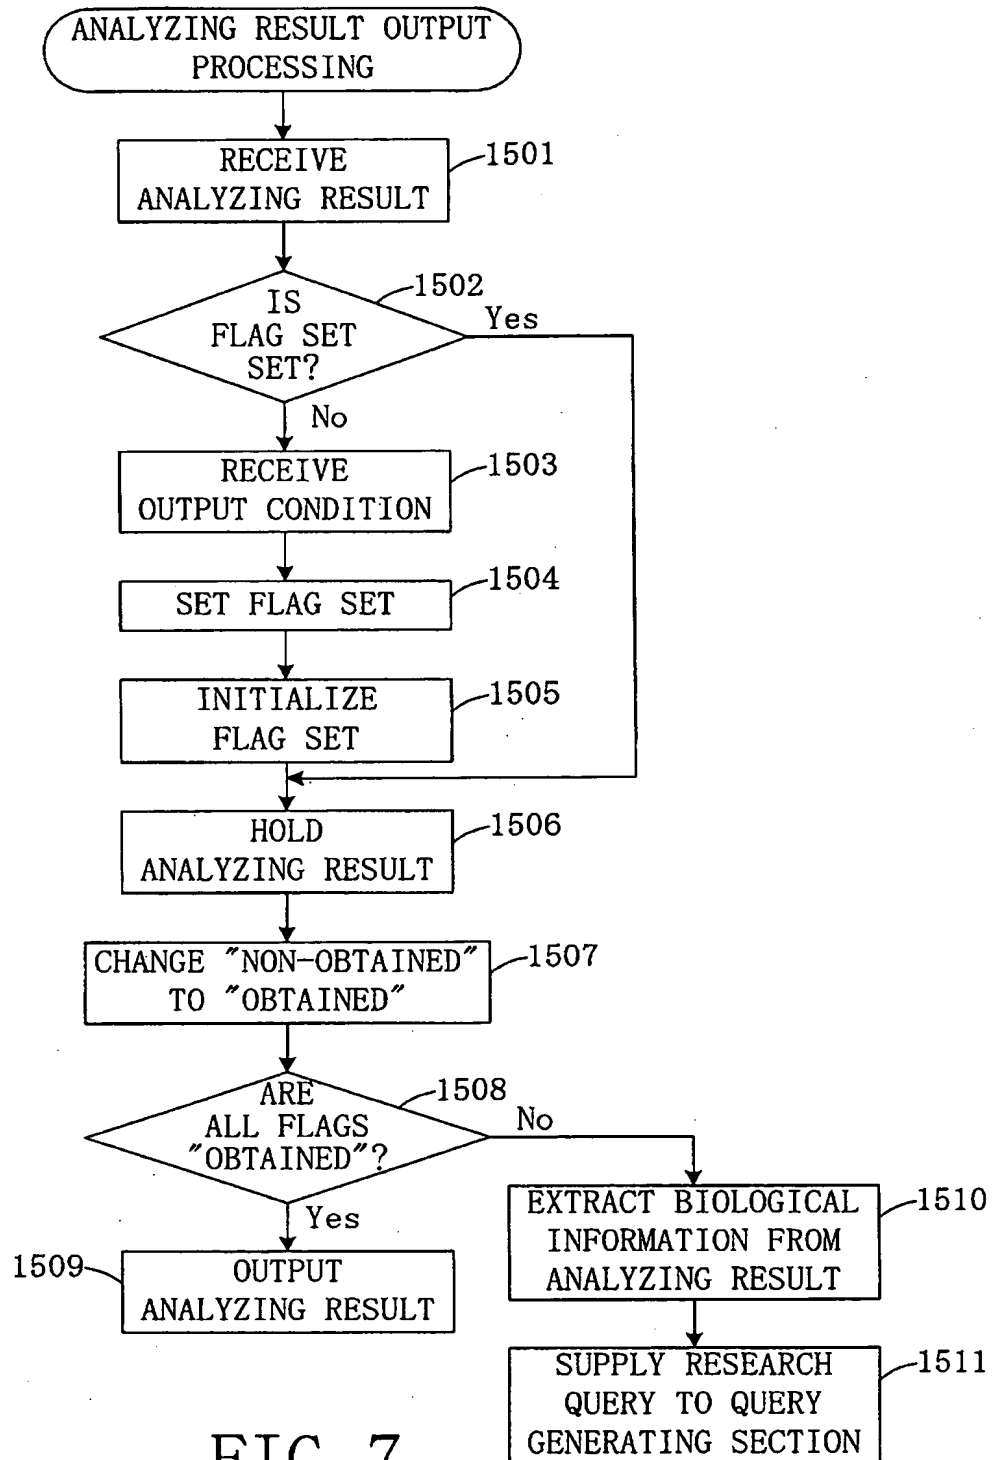 ANALYZING RESULT OUTPUT
PROCESSING
RECEIVE
ANALYZING RESULT
1501
IS
FLAG SET
SET?
1502
Yes
No
RECEIVE
OUTPUT CONDITION
1503
SET FLAG SET
1504
INITIALIZE
FLAG SET
1505
HOLD
ANALYZING RESULT
1506
CHANGE "NON-OBTAINED"
TO "OBTAINED"
1507
ARE
ALL FLAGS
"OBTAINED"?
1508
No
Yes
1509
OUTPUT
ANALYZING RESULT
EXTRACT BIOLOGICAL
INFORMATION FROM
ANALYZING RESULT
1510
SUPPLY RESEARCH
QUERY TO QUERY
GENERATING SECTION
1511
FIG. 7